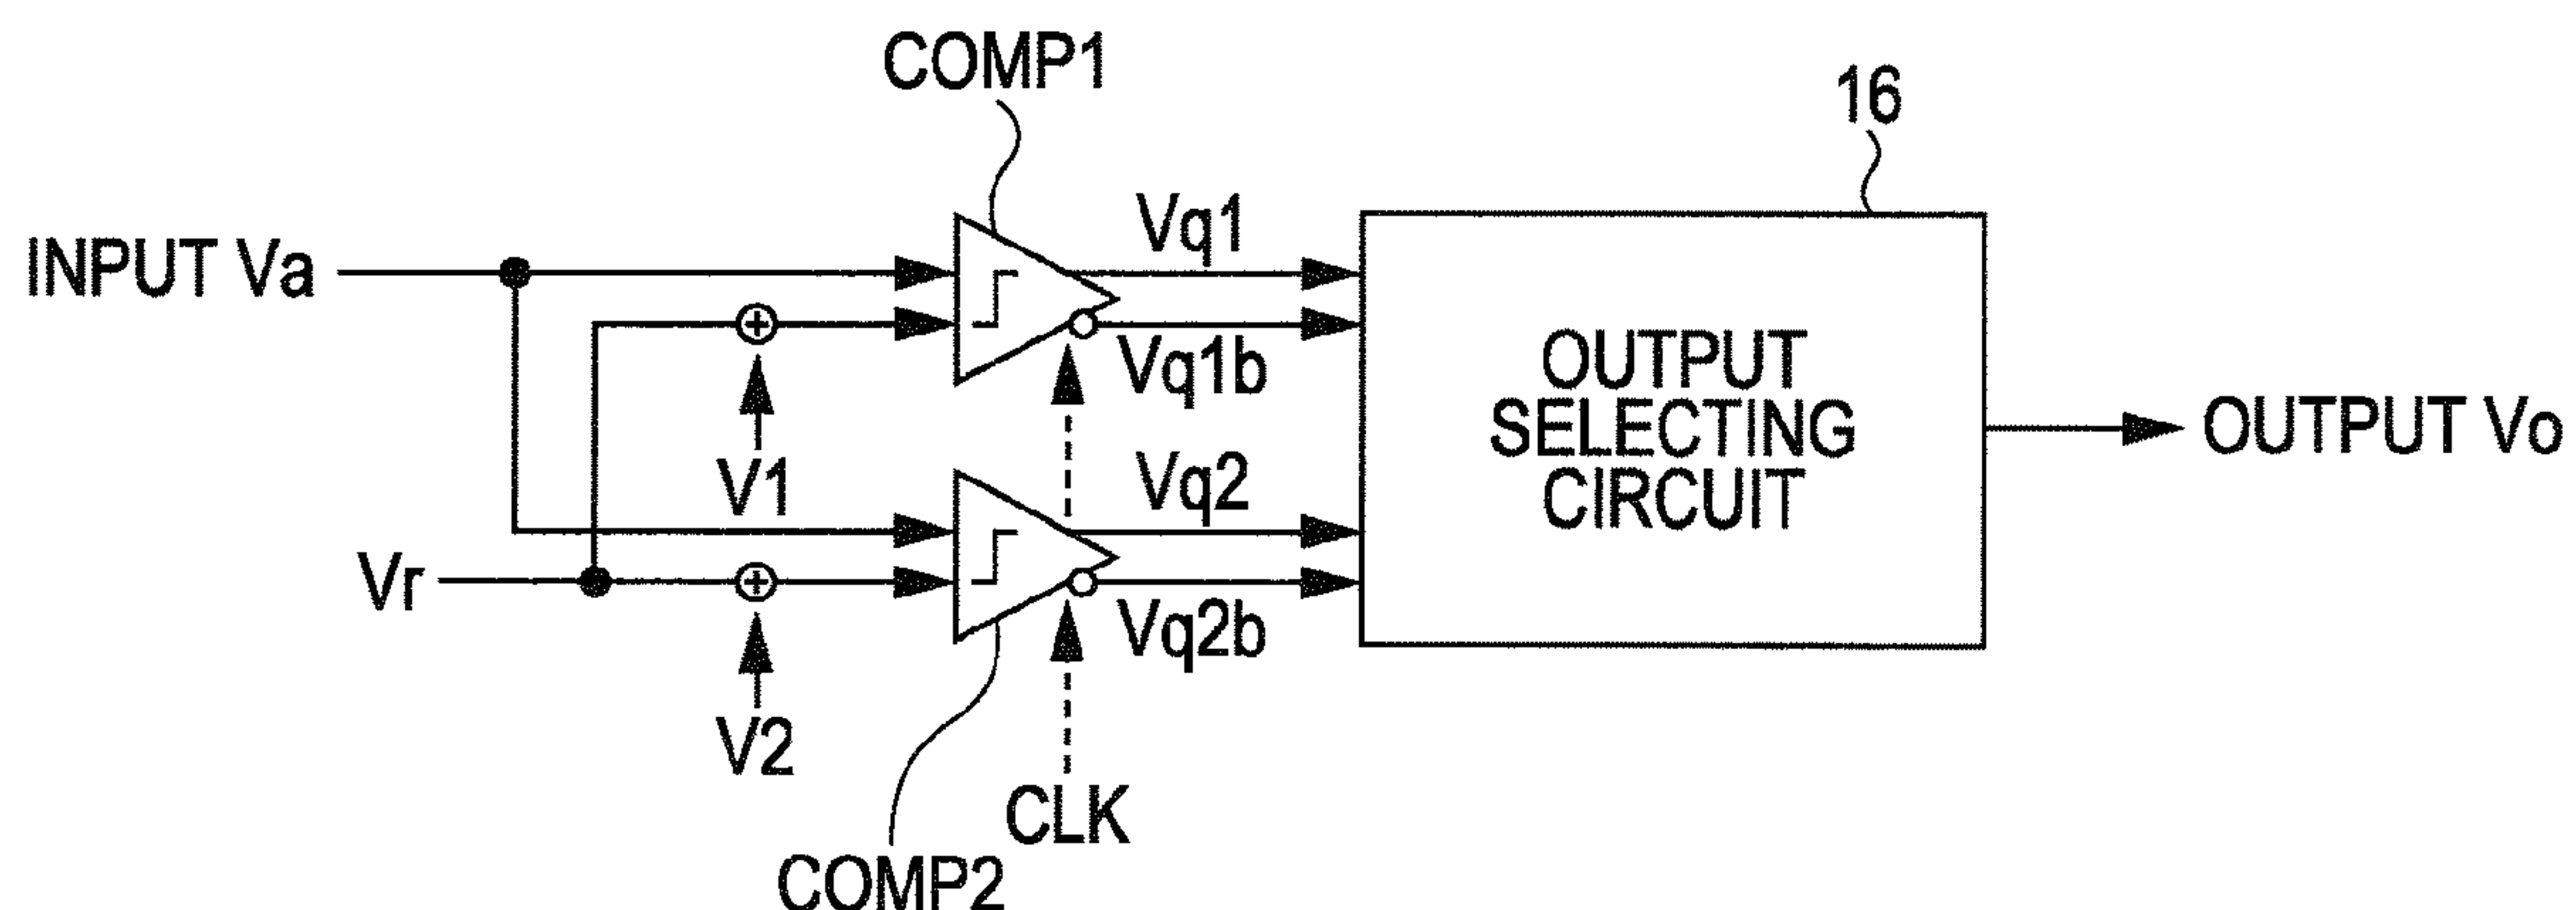 COMP1
16
INPUT Va
Vq1
Vq1b
V1
OUTPUT
SELECTING
CIRCUIT
OUTPUT Vo
Vq2
Vr
Vq2b
V2
CLK
COMP2